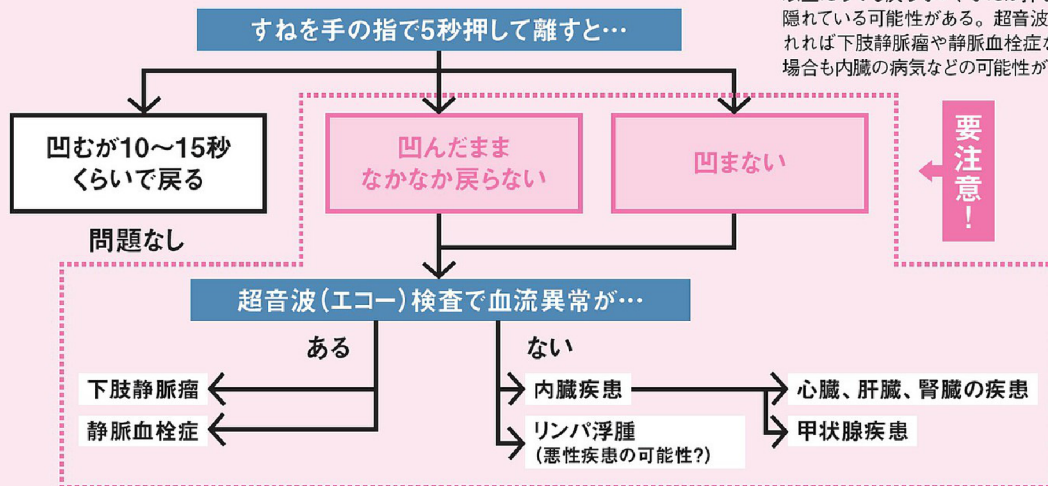 隠れている可能性がある。超音波
れれば下肢静脈瘤や静脈血栓症な
場合も内臓の病気などの可能性が
すねを手の指で5秒押して離すと…
凹むが10〜15秒
くらいで戻る
凹んだまま
なかなか戻らない
凹まない
要注意！
問題なし
超音波（エコー）検査で血流異常が…
ある
ない
下肢静脈瘤
静脈血栓症
内臓疾患
リンパ浮腫
（悪性疾患の可能性？）
心臓、肝臓、腎臓の疾患
甲状腺疾患